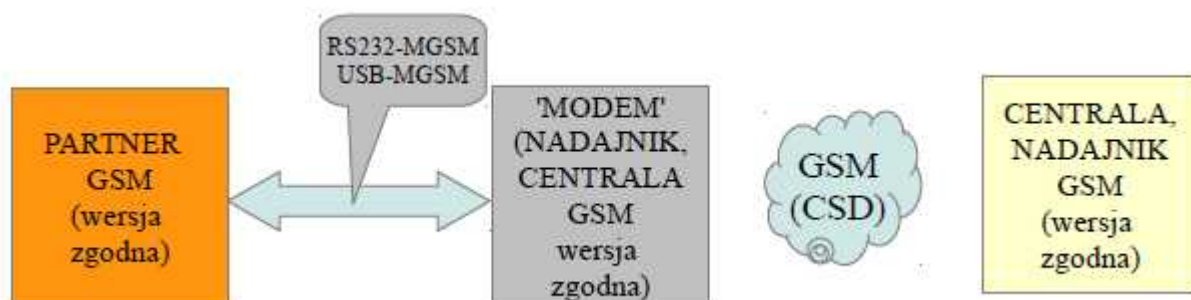 RS232-MGSM
USB-MGSM
PARTNER
GSM
(wersja
zgodna)
'MODEM'
(NADAJNIK,
CENTRALA
GSM
wersja
zgodna)
GSM
(CSD)
CENTRALA,
NADAJNIK
GSM
(wersja
zgodna)